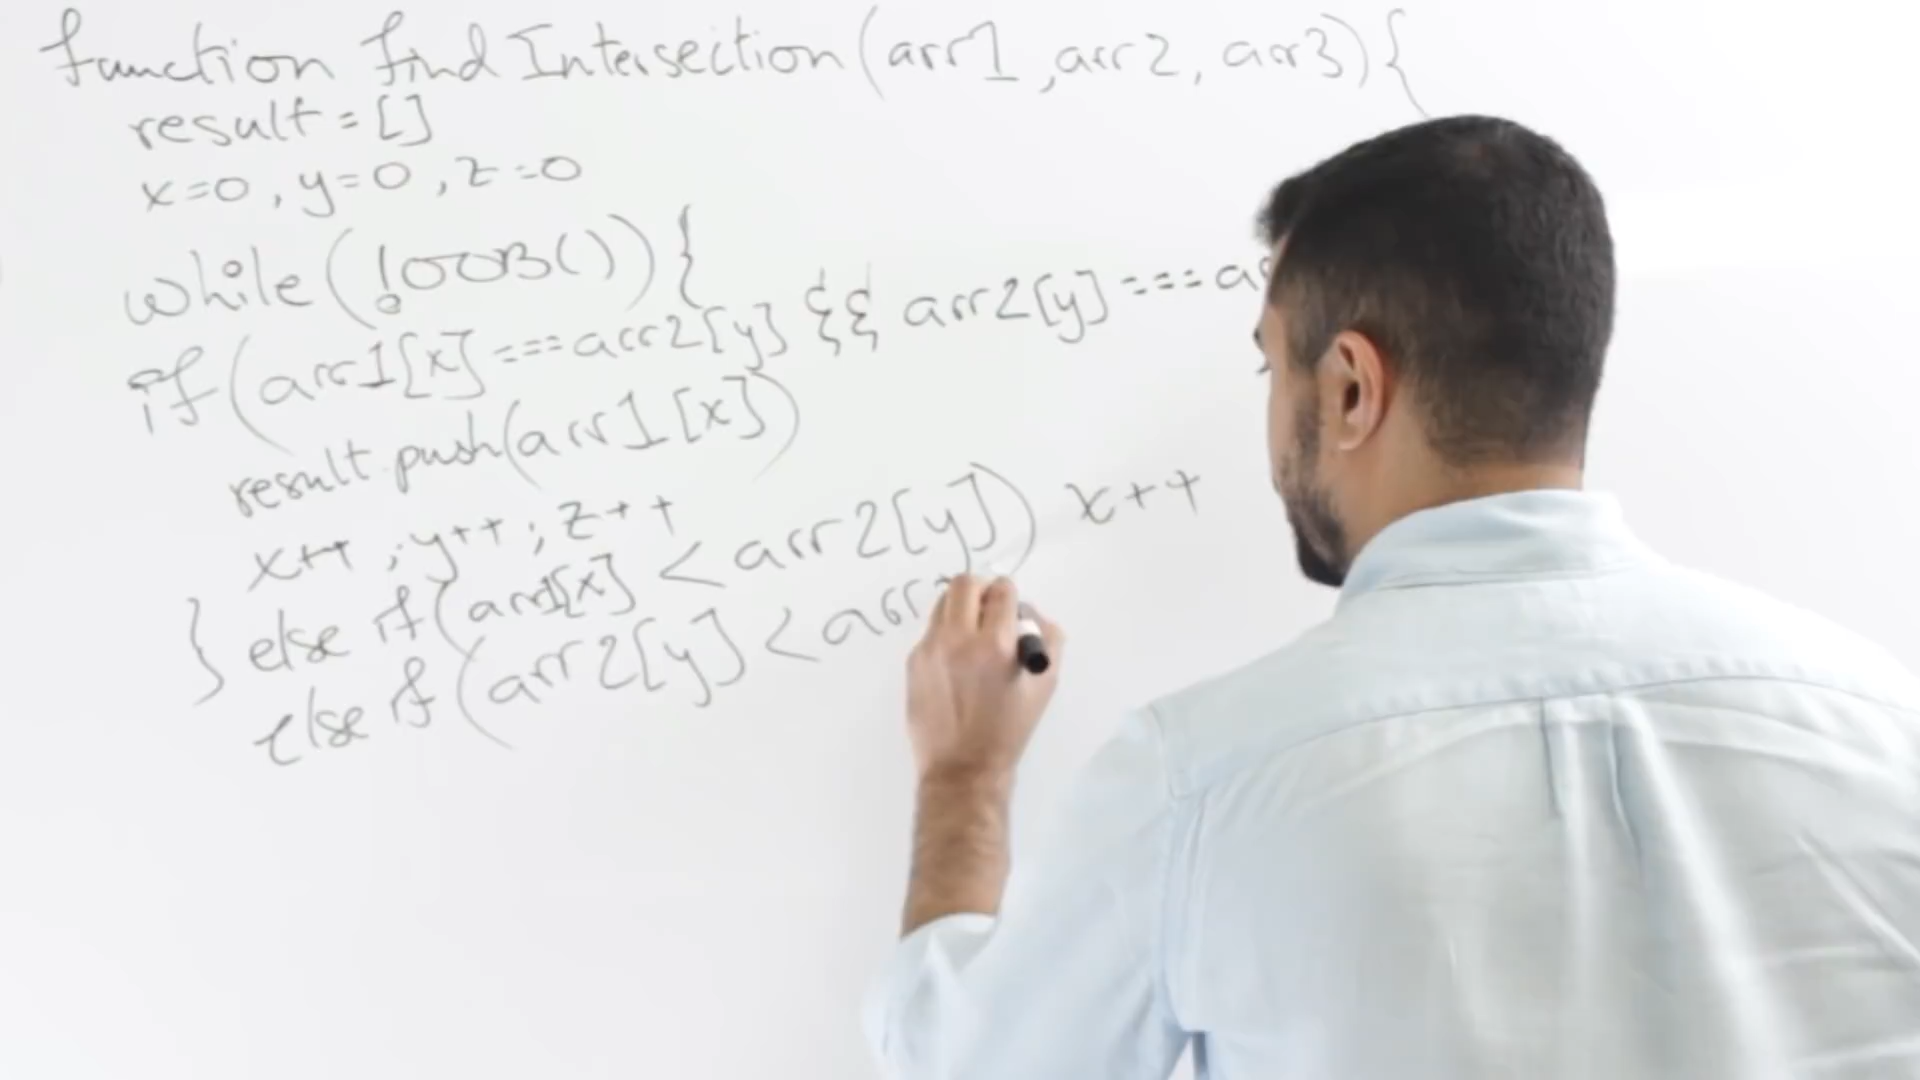 function findIntersection(arr1, arr2, arr3){
result = []
x=0, y=0, z=0
while(!OOB()){
if(arr1[x]===arr2[y] && arr2[y]===
result.push(arr1[x])
x++; y++; z++
} else if(arr1[x] < arr2[y]) x++
else if(arr2[y] < arr